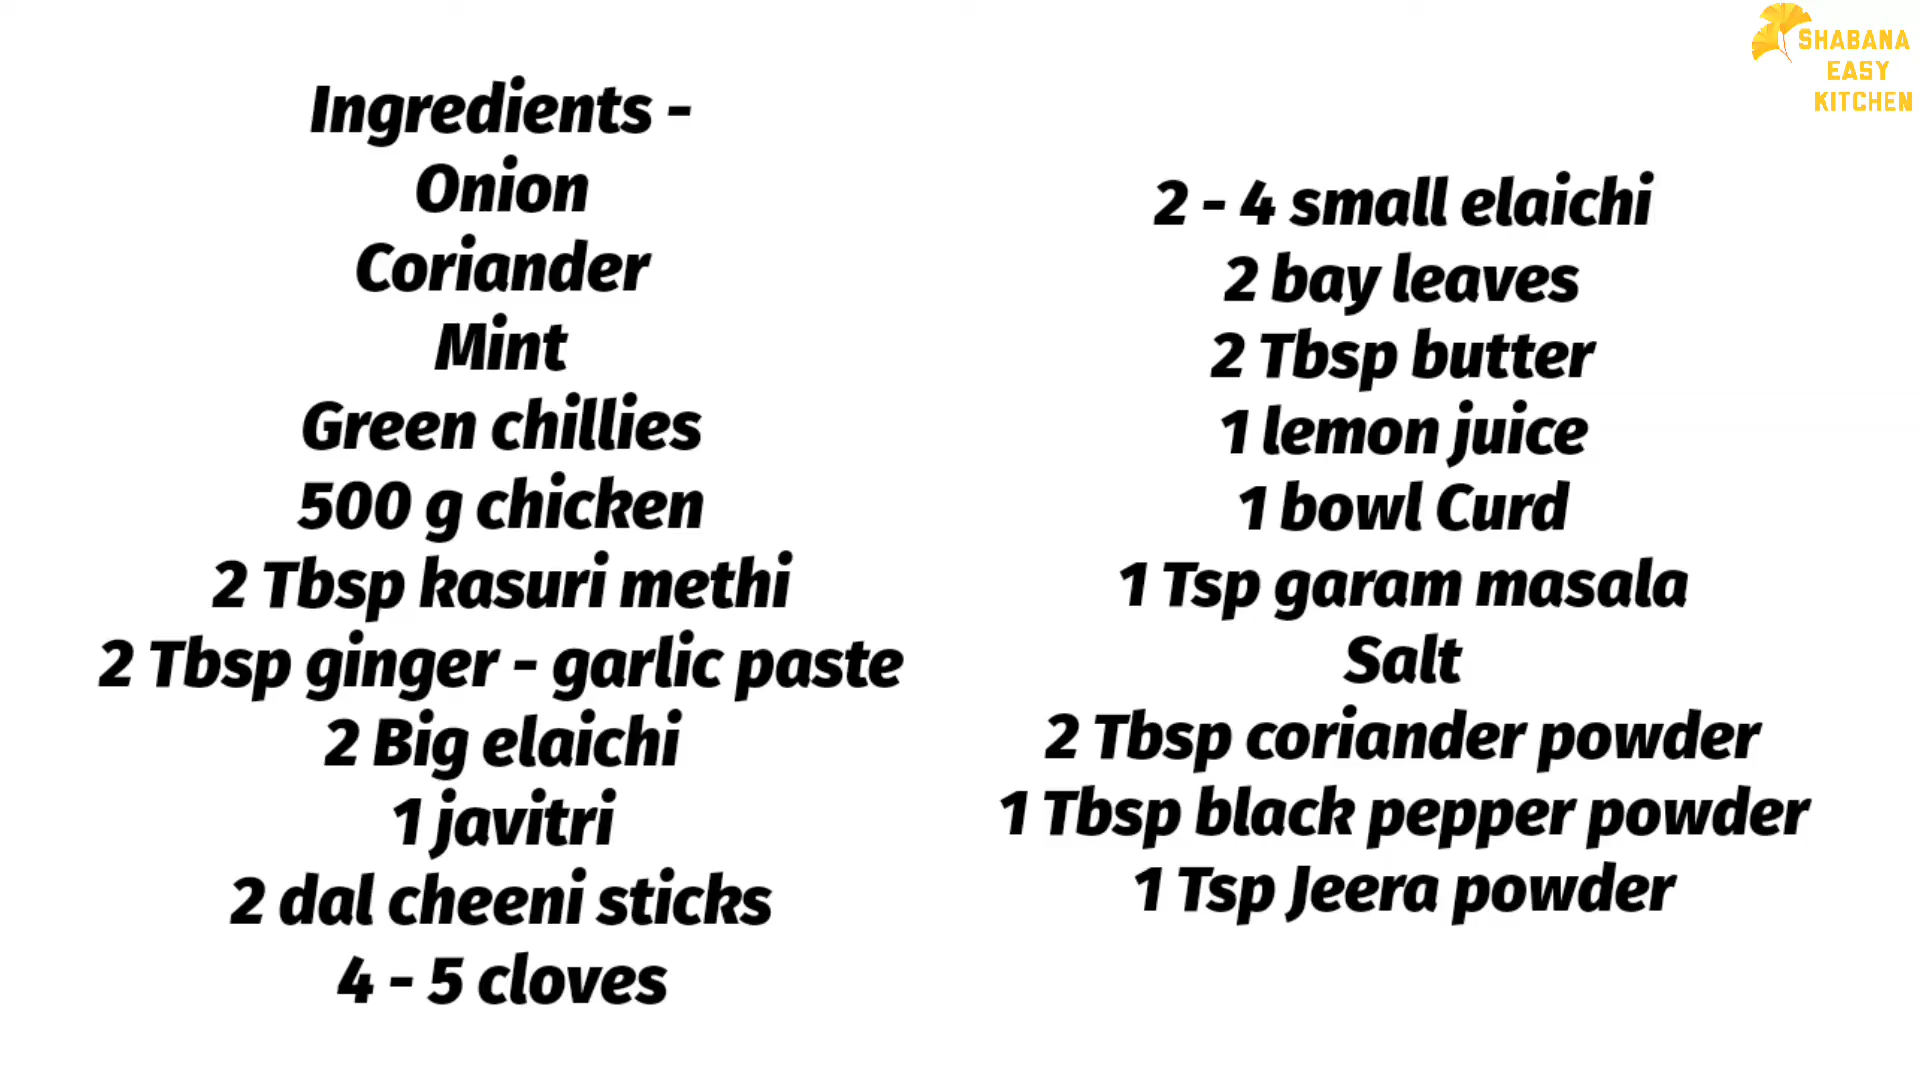 SHABANA
EASY
KITCHEN
Ingredients -
Onion
Coriander
Mint
Green chillies
500 g chicken
2 Tbsp kasuri methi
2 Tbsp ginger - garlic paste
2 Big elaichi
1 javitri
2 dal cheeni sticks
4 - 5 cloves
2 - 4 small elaichi
2 bay leaves
2 Tbsp butter
1 lemon juice
1 bowl Curd
1 Tsp garam masala
Salt
2 Tbsp coriander powder
1 Tbsp black pepper powder
1 Tsp Jeera powder